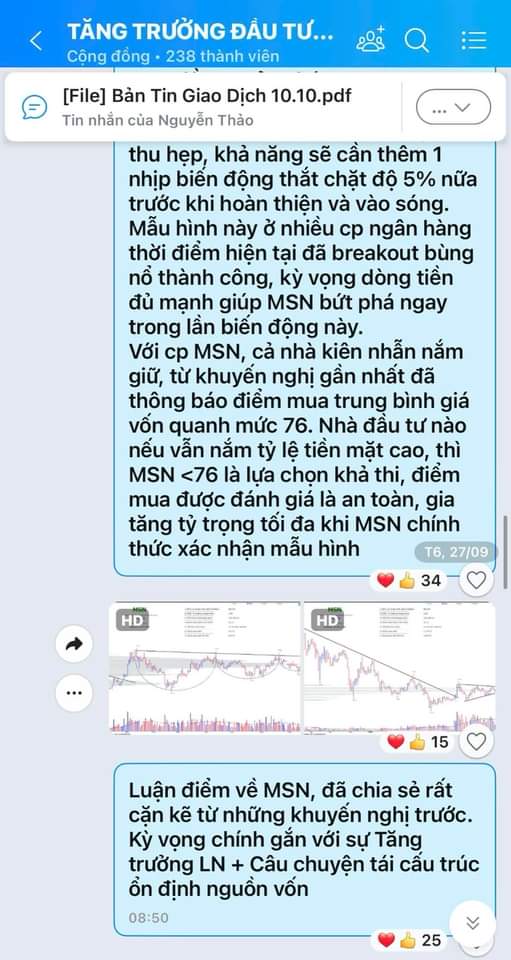 TĂNG TRƯỞNG ĐẦU TƯ...
Cộng đồng • 238 thành viên
[File] Bản Tin Giao Dịch 10.10.pdf
Tin nhắn của Nguyễn Thảo
thu hẹp, khả năng sẽ cần thêm 1
nhịp biến động thắt chặt độ 5% nữa
trước khi hoàn thiện và vào sóng.
Mẫu hình này ở nhiều cp ngân hàng
thời điểm hiện tại đã breakout bùng
nổ thành công, kỳ vọng dòng tiền
đủ mạnh giúp MSN bứt phá ngay
trong lần biến động này.
Với cp MSN, cả nhà kiên nhẫn nắm
giữ, từ khuyến nghị gần nhất đã
thông báo điểm mua trung bình giá
vốn quanh mức 76. Nhà đầu tư nào
nếu vẫn nắm tỷ lệ tiền mặt cao, thì
MSN <76 là lựa chọn khả thi, điểm
mua được đánh giá là an toàn, gia
tăng tỷ trọng tối đa khi MSN chính
thức xác nhận mẫu hình
T6, 27/09
34
HD
MSN
HD
MSN
15
Luận điểm về MSN, đã chia sẻ rất
cặn kẽ từ những khuyến nghị trước.
Kỳ vọng chính gắn với sự Tăng
trưởng LN + Câu chuyện tái cấu trúc
ổn định nguồn vốn
08:50
25